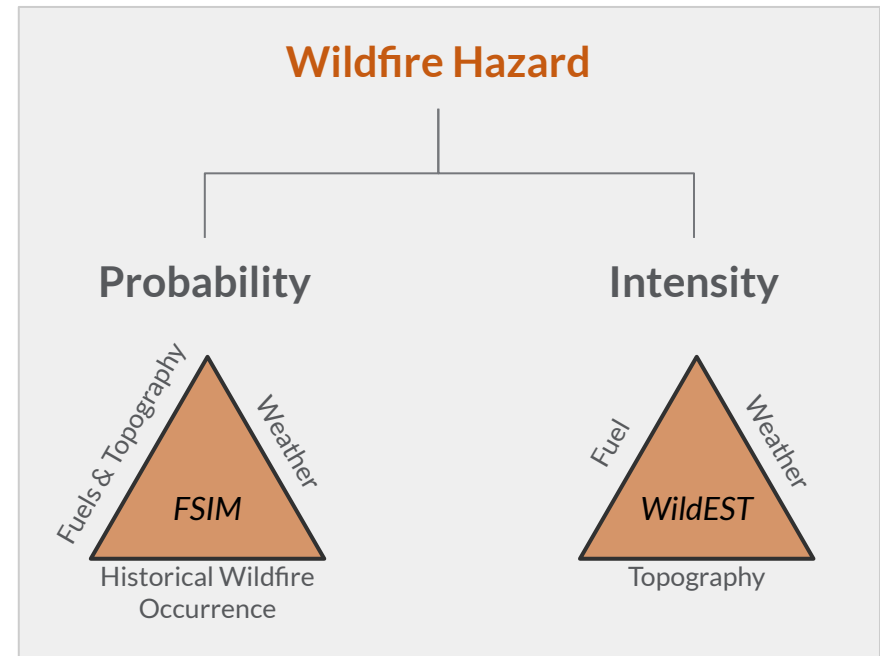 Wildfire Hazard
Probability
Intensity
Fuels & Topography
Weather
FSIM
Historical Wildfire
Occurrence
Fuel
Weather
WildEST
Topography